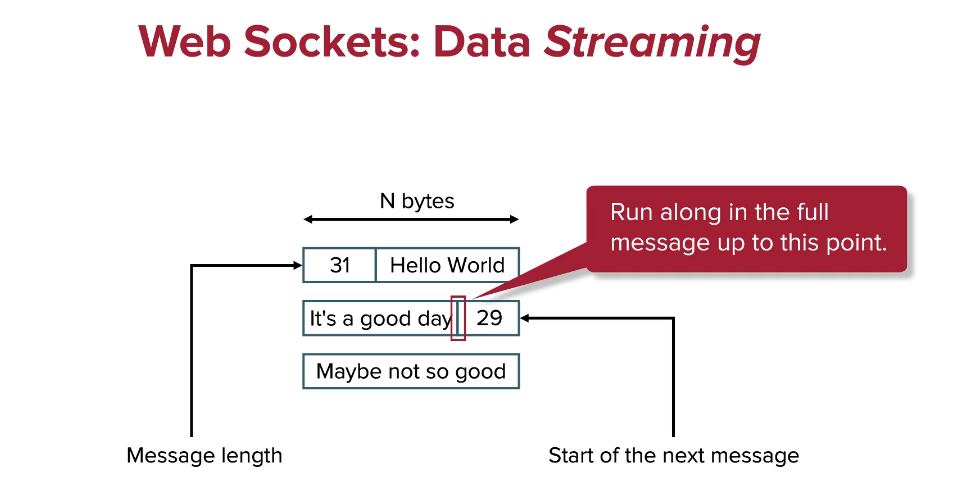 Web Sockets: Data Streaming
N bytes
Run along in the full
message up to this point.
31 Hello World
It's a good day 29
Maybe not so good
Message length
Start of the next message